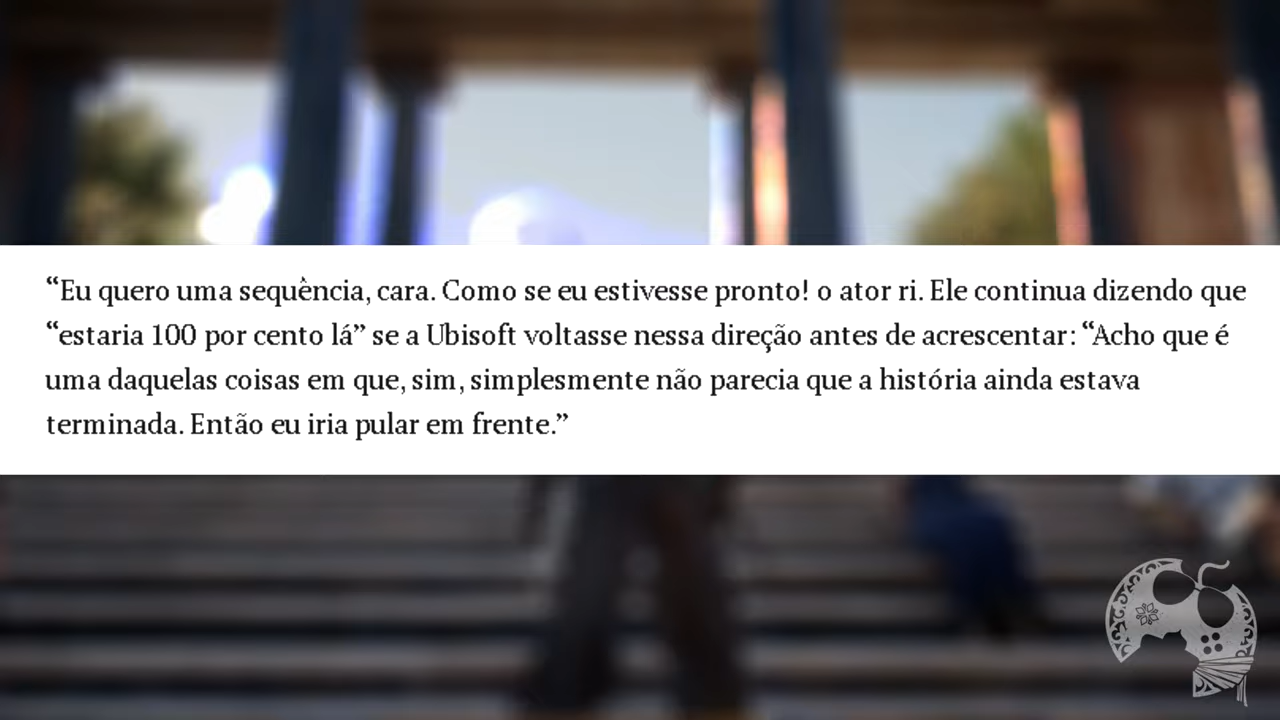 “Eu quero uma sequência, cara. Como se eu estivesse pronto! o ator ri. Ele continua dizendo que
“estaria 100 por cento lá” se a Ubisoft voltasse nessa direção antes de acrescentar: “Acho que é
uma daquelas coisas em que, sim, simplesmente não parecia que a história ainda estava
terminada. Então eu iria pular em frente.”